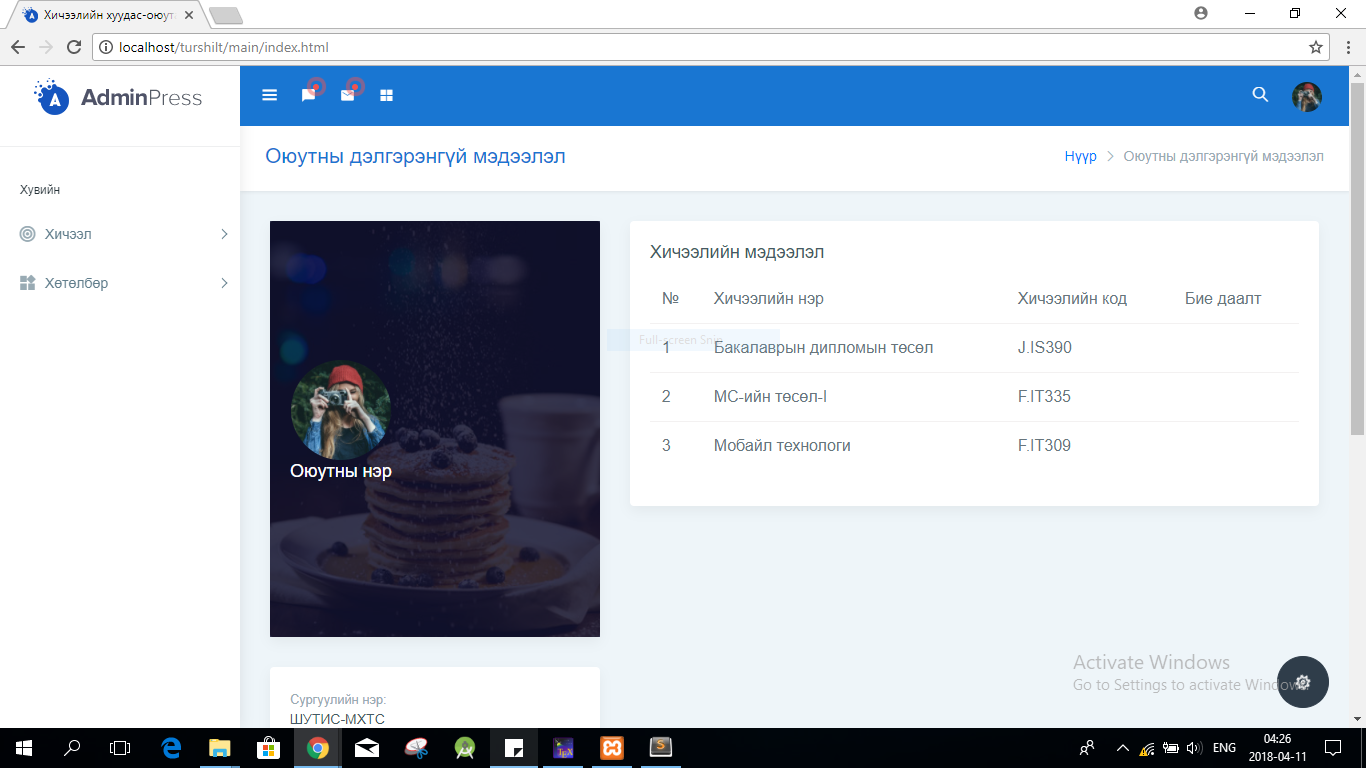 Хичээлийн хуудас-оюут
localhost/turshilt/main/index.html
A AdminPress
Оюутны дэлгэрэнгүй мэдээлэл
Нүүр > Оюутны дэлгэрэнгүй мэдээлэл
Хувийн
Хичээл
Хөтөлбөр
Оюутны нэр
Сургуулийн нэр:
ШУТИС-МХТС
Хичээлийн мэдээлэл
№ Хичээлийн нэр Хичээлийн код Бие даалт
Full-screen Snip
1 Бакалаврын дипломын төсөл J.IS390
2 МС-ийн төсөл-I F.IT335
3 Мобайл технологи F.IT309
Activate Windows
Go to Settings to activate Windows.
ENG
04:26
2018-04-11